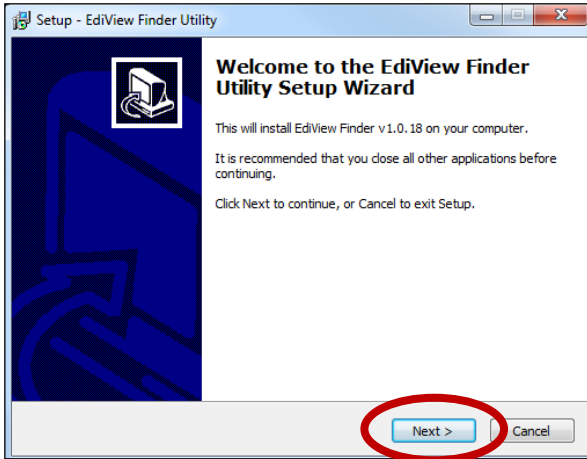 Setup - EdiView Finder Utility
Welcome to the EdiView Finder
Utility Setup Wizard
This will install EdiView Finder v1.0.18 on your computer.
It is recommended that you close all other applications before
continuing.
Click Next to continue, or Cancel to exit Setup.
Next >
Cancel